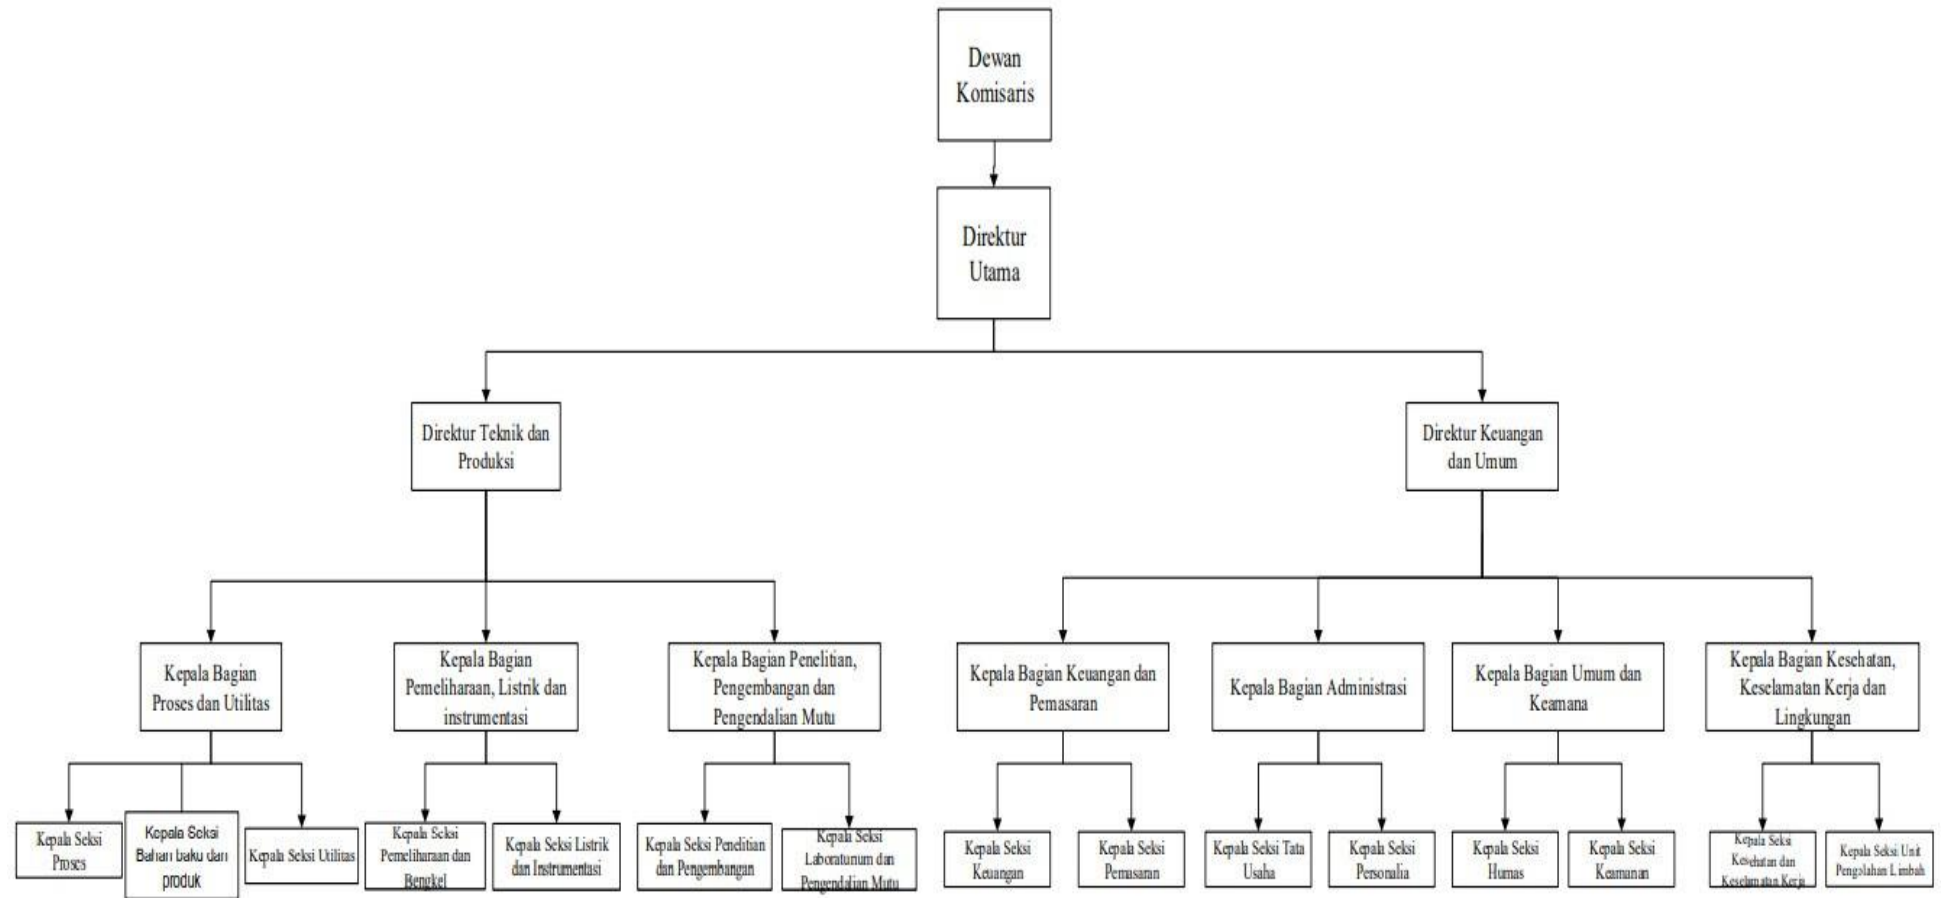 Dewan
Komisaris
Direktur
Utama
Direktur Teknik dan
Produksi
Direktur Keuangan
dan Umum
Kepala Bagian
Proses dan Utilitas
Kepala Bagian
Pemeliharaan, Listrik dan
instrumentasi
Kepala Bagian Penelitian,
Pengembangan dan
Pengendalian Mutu
Kepala Bagian Keuangan dan
Pemasaran
Kepala Bagian Administrasi
Kepala Bagian Umum dan
Keamana
Kepala Bagian Kesehatan,
Keselamatan Kerja dan
Lingkungan
Kepala Seksi
Proses
Kepala Seksi
Bahan baku dan
produk
Kepala Seksi Utilitas
Kepala Seksi
Pemeliharaan dan
Bengkel
Kepala Seksi Listrik
dan Instrumentasi
Kepala Seksi Penelitian
dan Pengembangan
Kepala Seksi
Laboratunum dan
Pengendalian Mutu
Kepala Seksi
Keuangan
Kepala Seksi
Pemasaran
Kepala Seksi Tata
Usaha
Kepala Seksi
Personalia
Kepala Seksi
Humas
Kepala Seksi
Keamanan
Kepala Seksi
Kesehatan dan
Keselamatan Kerja
Kepala Seksi Unit
Pengolahan Limbah